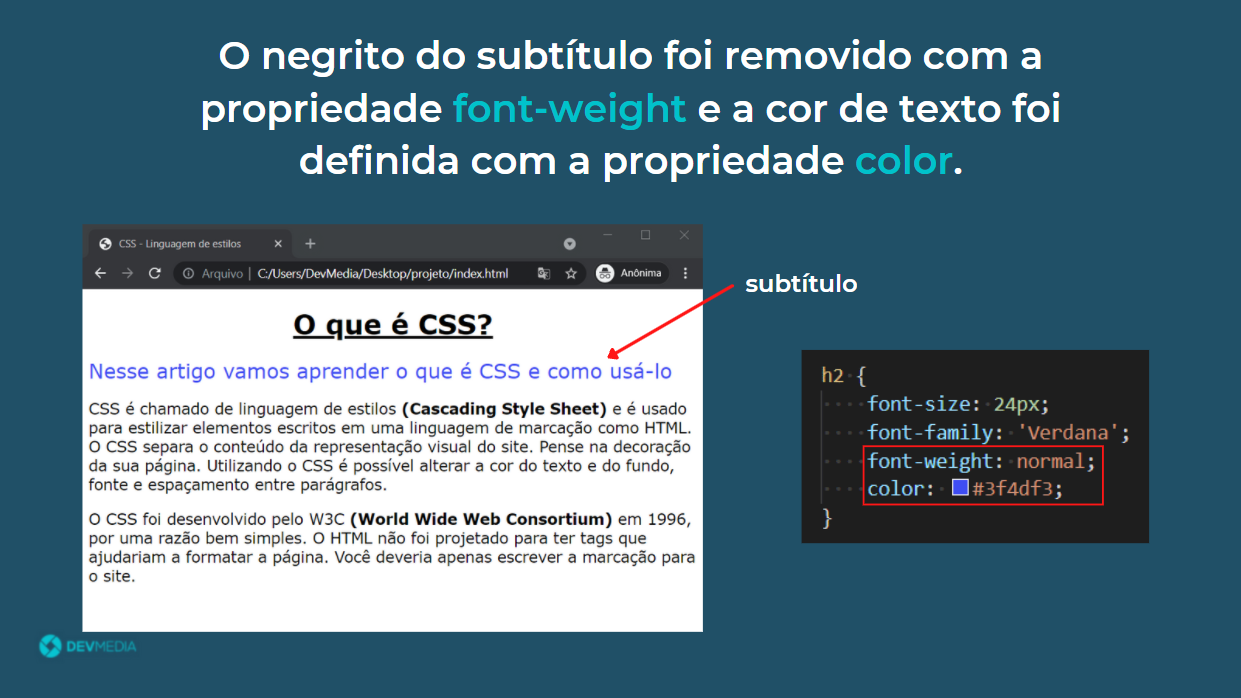 O negrito do subtítulo foi removido com a
propriedade font-weight e a cor de texto foi
definida com a propriedade color.
CSS - Linguagem de estilos
Arquivo | C:/Users/DevMedia/Desktop/projeto/index.html
Anônima
subtítulo
O que é CSS?
Nesse artigo vamos aprender o que é CSS e como usá-lo
CSS é chamado de linguagem de estilos (Cascading Style Sheet) e é usado
para estilizar elementos escritos em uma linguagem de marcação como HTML.
O CSS separa o conteúdo da representação visual do site. Pense na decoração
da sua página. Utilizando o CSS é possível alterar a cor do texto e do fundo,
fonte e espaçamento entre parágrafos.
O CSS foi desenvolvido pelo W3C (World Wide Web Consortium) em 1996,
por uma razão bem simples. O HTML não foi projetado para ter tags que
ajudariam a formatar a página. Você deveria apenas escrever a marcação para
o site.
h2 {
font-size: 24px;
font-family: 'Verdana';
font-weight: normal;
color: #3f4df3;
}
DEVMEDIA